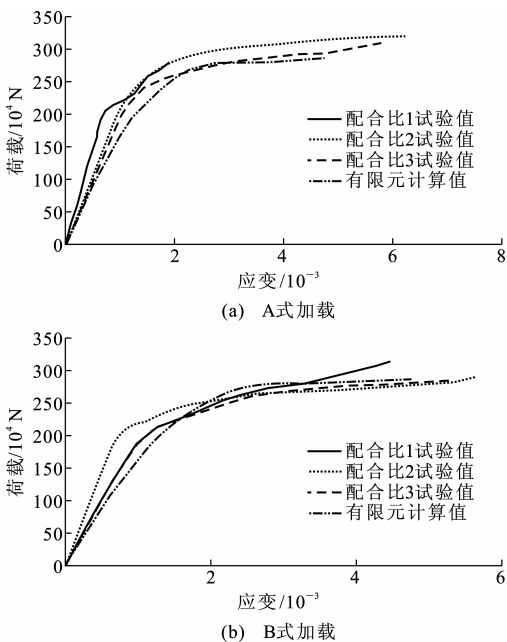 350
300
250
200
150
100
50
0
荷载/10⁴ N
配合比1试验值
配合比2试验值
配合比3试验值
有限元计算值
2
4
6
8
应变/10⁻³
(a) A式加载
350
300
250
200
150
100
50
0
荷载/10⁴ N
配合比1试验值
配合比2试验值
配合比3试验值
有限元计算值
2
4
6
应变/10⁻³
(b) B式加载